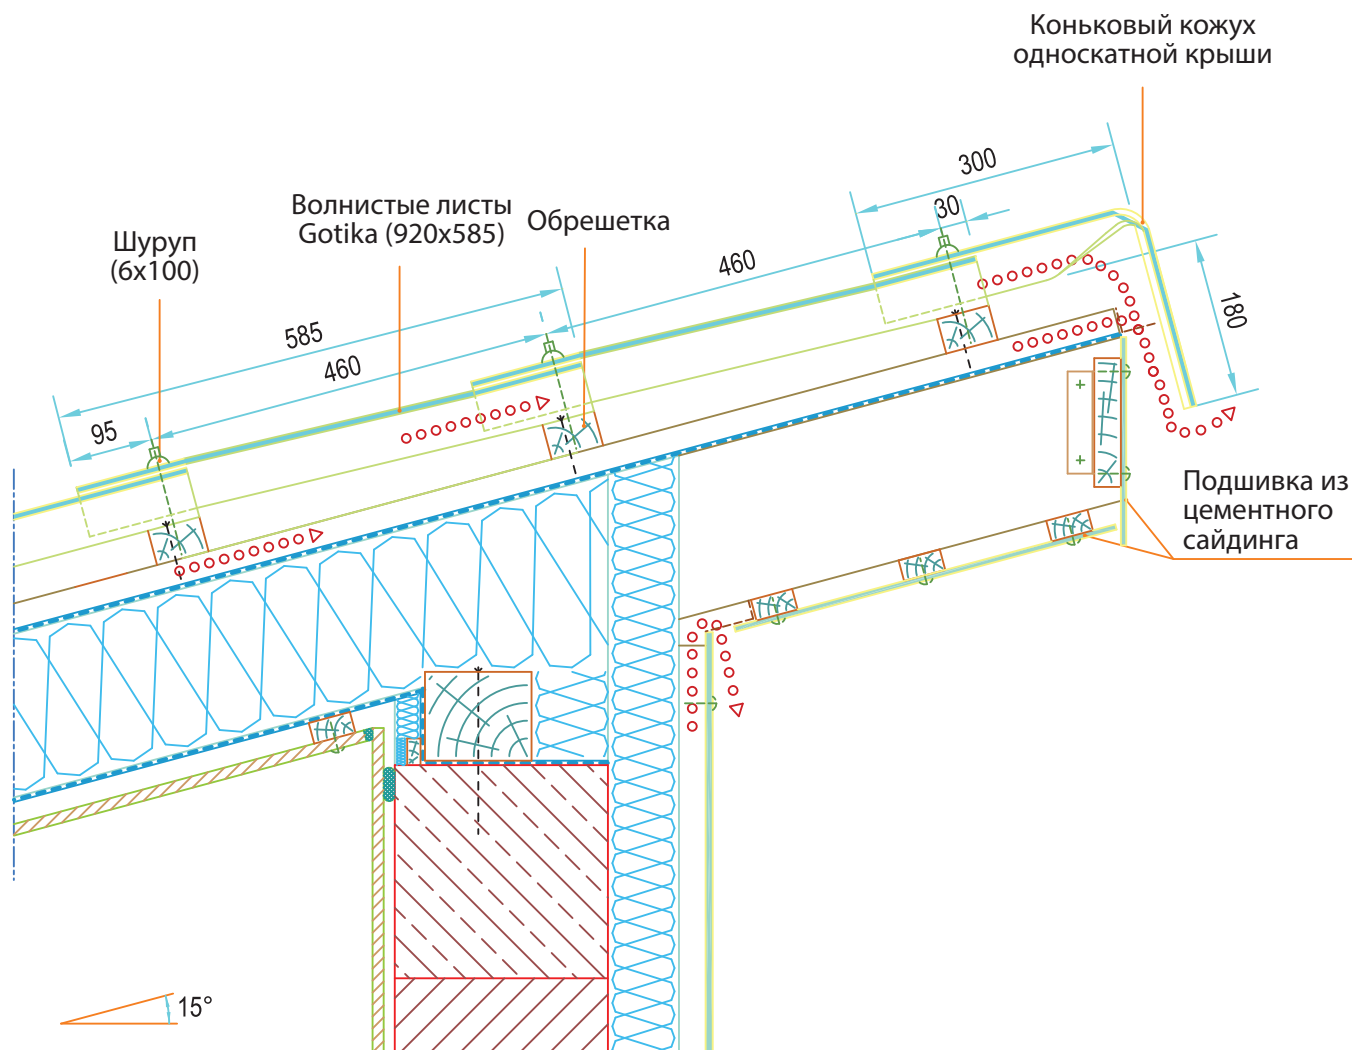 Коньковый кожух
односкатной крыши
300
30
Волнистые листы
Gotika (920x585)
Обрешетка
Шуруп
(6x100)
460
180
585
460
95
Подшивка из
цементного
сайдинга
15°